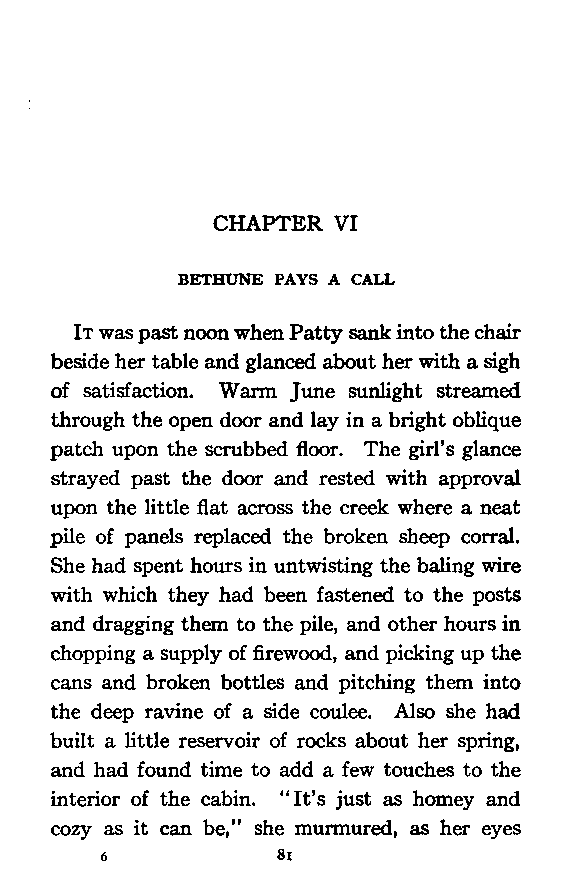 CHAPTER VI
BETHUNE PAYS A CALL
IT was past noon when Patty sank into the chair
beside her table and glanced about her with a sigh
of satisfaction. Warm June sunlight streamed
through the open door and lay in a bright oblique
patch upon the scrubbed floor. The girl's glance
strayed past the door and rested with approval
upon the little flat across the creek where a neat
pile of panels replaced the broken sheep corral.
She had spent hours in untwisting the baling wire
with which they had been fastened to the posts
and dragging them to the pile, and other hours in
chopping a supply of firewood, and picking up the
cans and broken bottles and pitching them into
the deep ravine of a side coulee. Also she had
built a little reservoir of rocks about her spring,
and had found time to add a few touches to the
interior of the cabin. "It's just as homey and
cozy as it can be," she murmured, as her eyes
6 81